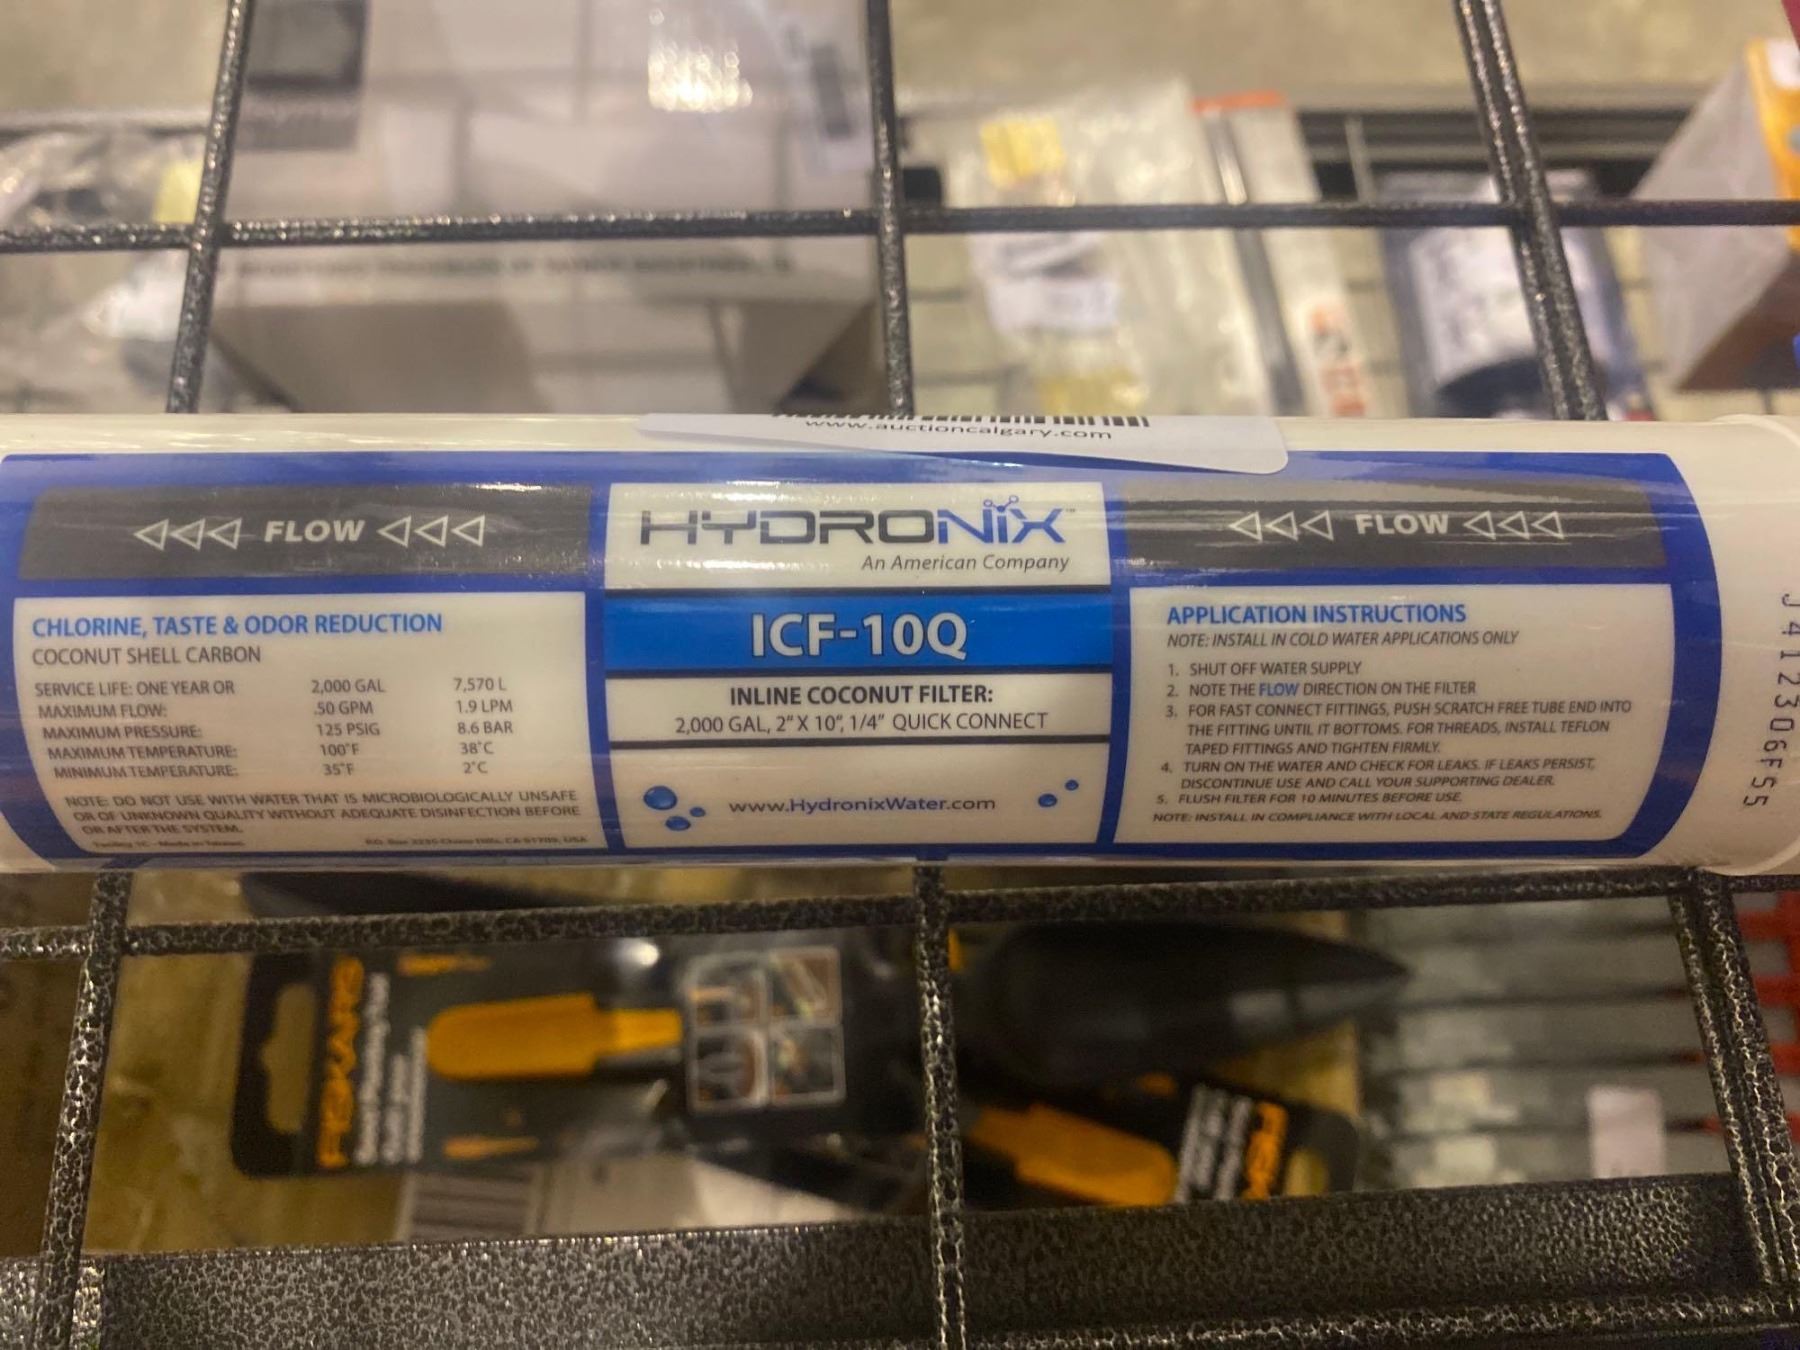 www.auctioncalgary.com
FLOW
HYDRONIX™
An American Company
FLOW
CHLORINE, TASTE & ODOR REDUCTION
COCONUT SHELL CARBON
SERVICE LIFE: ONE YEAR OR 2,000 GAL 7,570 L
MAXIMUM FLOW: .50 GPM 1.9 LPM
MAXIMUM PRESSURE: 125 PSIG 8.6 BAR
MAXIMUM TEMPERATURE: 100°F 38°C
MINIMUM TEMPERATURE: 35°F 2°C
NOTE: DO NOT USE WITH WATER THAT IS MICROBIOLOGICALLY UNSAFE
OR OF UNKNOWN QUALITY WITHOUT ADEQUATE DISINFECTION BEFORE
OR AFTER THE SYSTEM.
ICF-10Q
INLINE COCONUT FILTER:
2,000 GAL, 2" X 10", 1/4" QUICK CONNECT
www.HydronixWater.com
APPLICATION INSTRUCTIONS
NOTE: INSTALL IN COLD WATER APPLICATIONS ONLY
1. SHUT OFF WATER SUPPLY
2. NOTE THE FLOW DIRECTION ON THE FILTER
3. FOR FAST CONNECT FITTINGS, PUSH SCRATCH FREE TUBE END INTO
THE FITTING UNTIL IT BOTTOMS. FOR THREADS, INSTALL TEFLON
TAPED FITTINGS AND TIGHTEN FIRMLY.
4. TURN ON THE WATER AND CHECK FOR LEAKS. IF LEAKS PERSIST,
DISCONTINUE USE AND CALL YOUR SUPPORTING DEALER.
5. FLUSH FILTER FOR 10 MINUTES BEFORE USE.
NOTE: INSTALL IN COMPLIANCE WITH LOCAL AND STATE REGULATIONS.
J412306F55
FISKARS